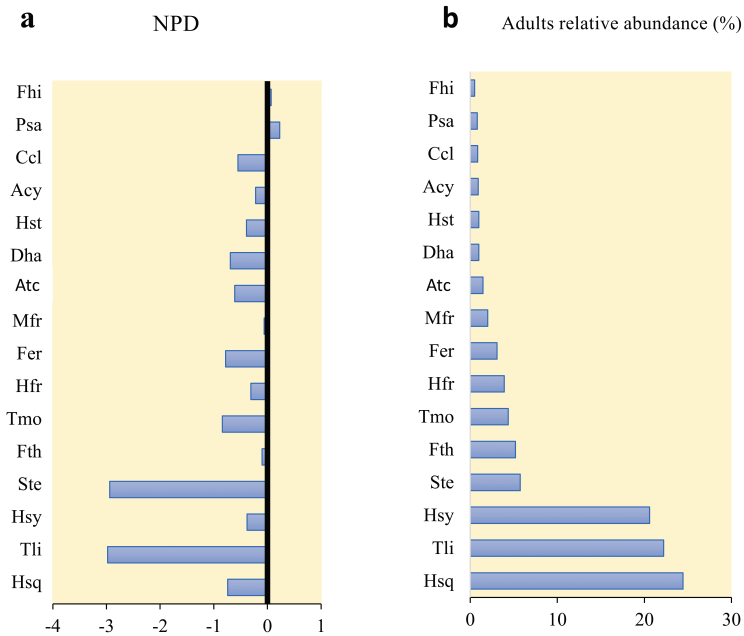 a
NPD
Fhi
Psa
Ccl
Acy
Hst
Dha
Atc
Mfr
Fer
Hfr
Tmo
Fth
Ste
Hsy
Tli
Hsq
-4 -3 -2 -1 0 1
b
Adults relative abundance (%)
Fhi
Psa
Ccl
Acy
Hst
Dha
Atc
Mfr
Fer
Hfr
Tmo
Fth
Ste
Hsy
Tli
Hsq
0 10 20 30